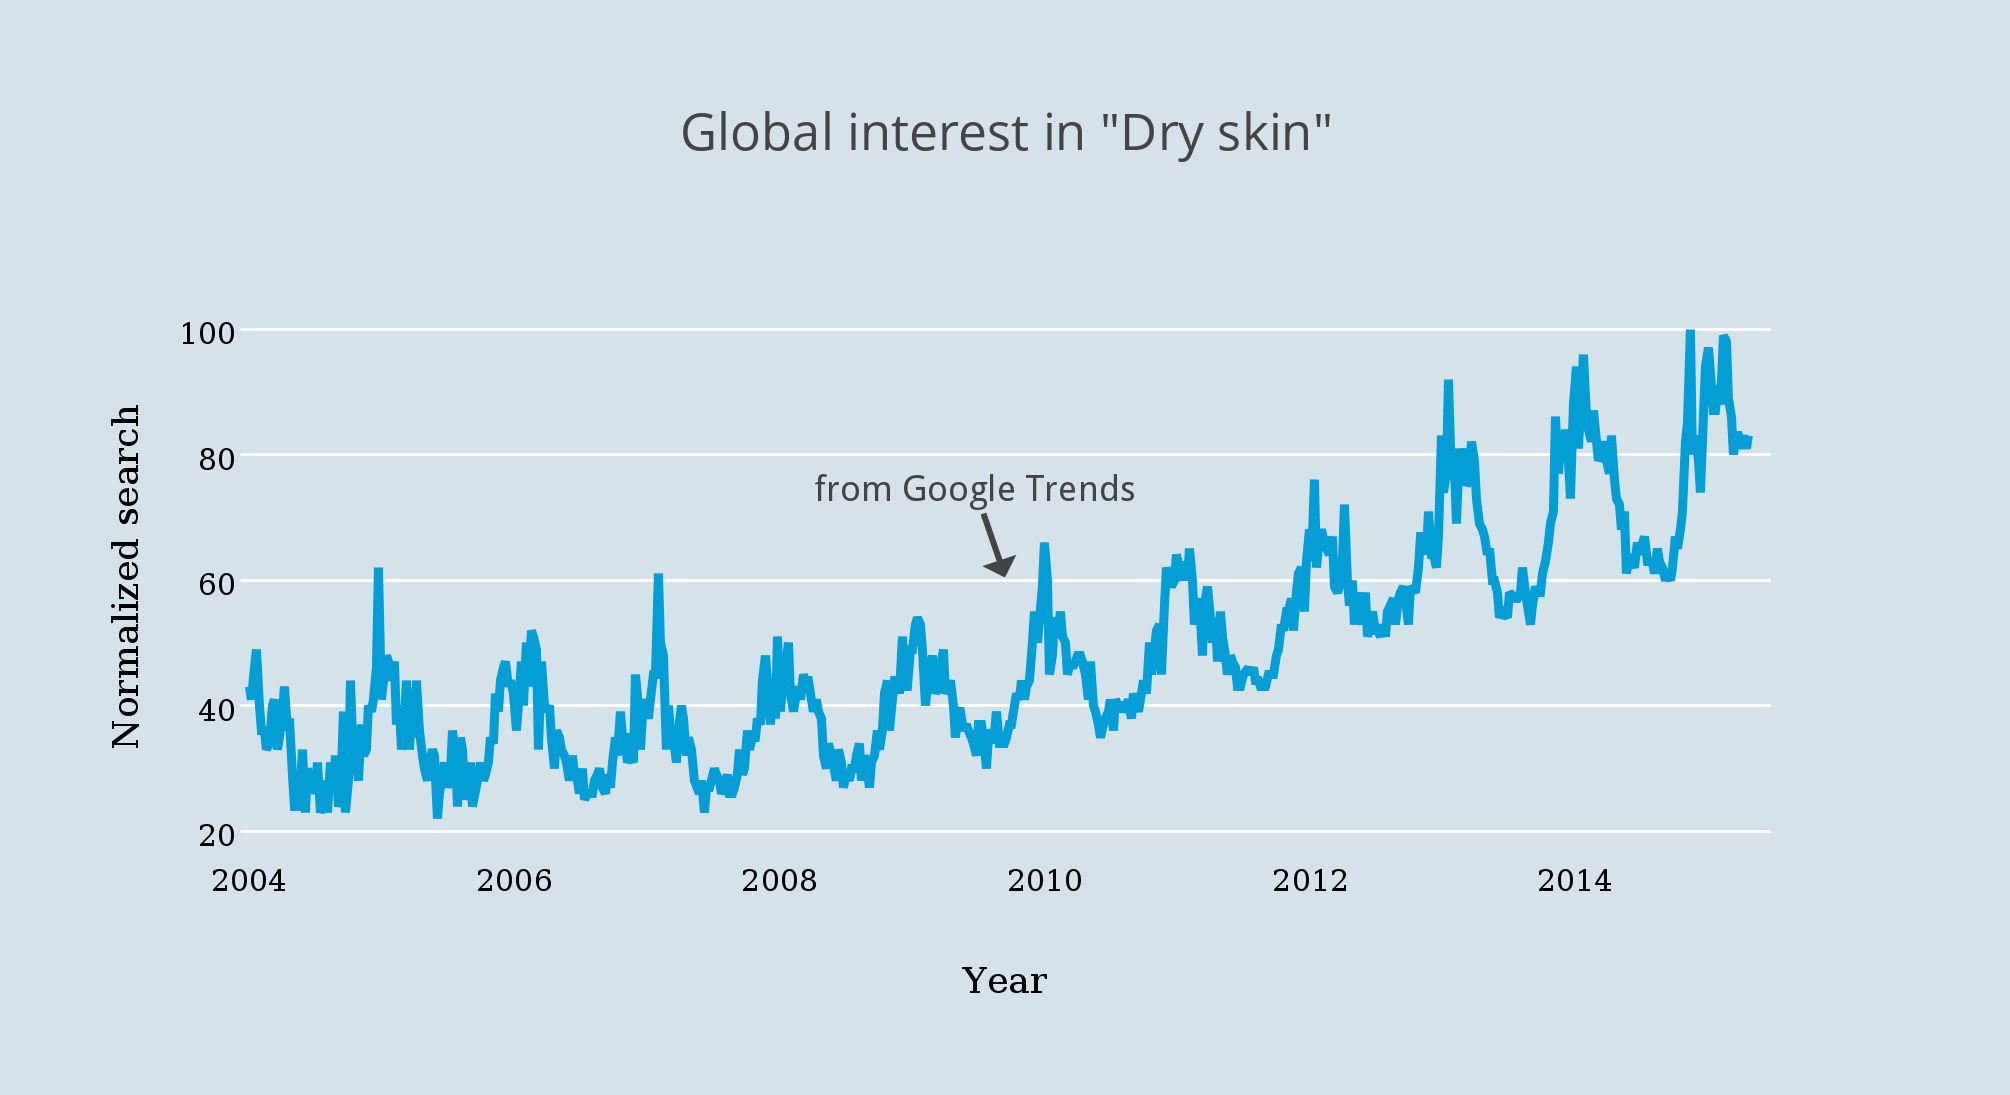 Global interest in "Dry skin"
100
80
60
40
20
Normalized search
from Google Trends
2004 2006 2008 2010 2012 2014
Year